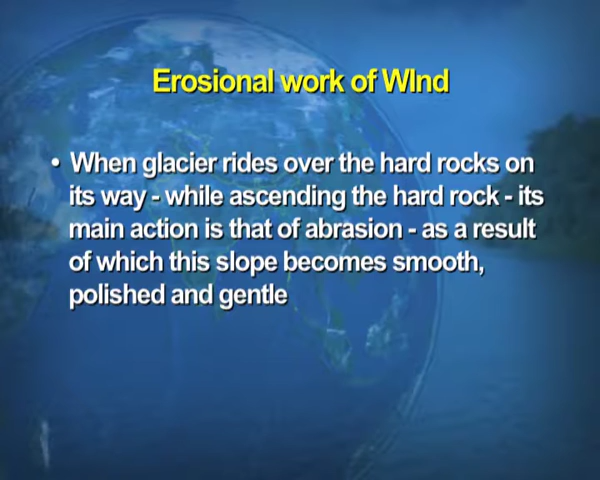 Erosional work of WInd
• When glacier rides over the hard rocks on
its way - while ascending the hard rock - its
main action is that of abrasion - as a result
of which this slope becomes smooth,
polished and gentle